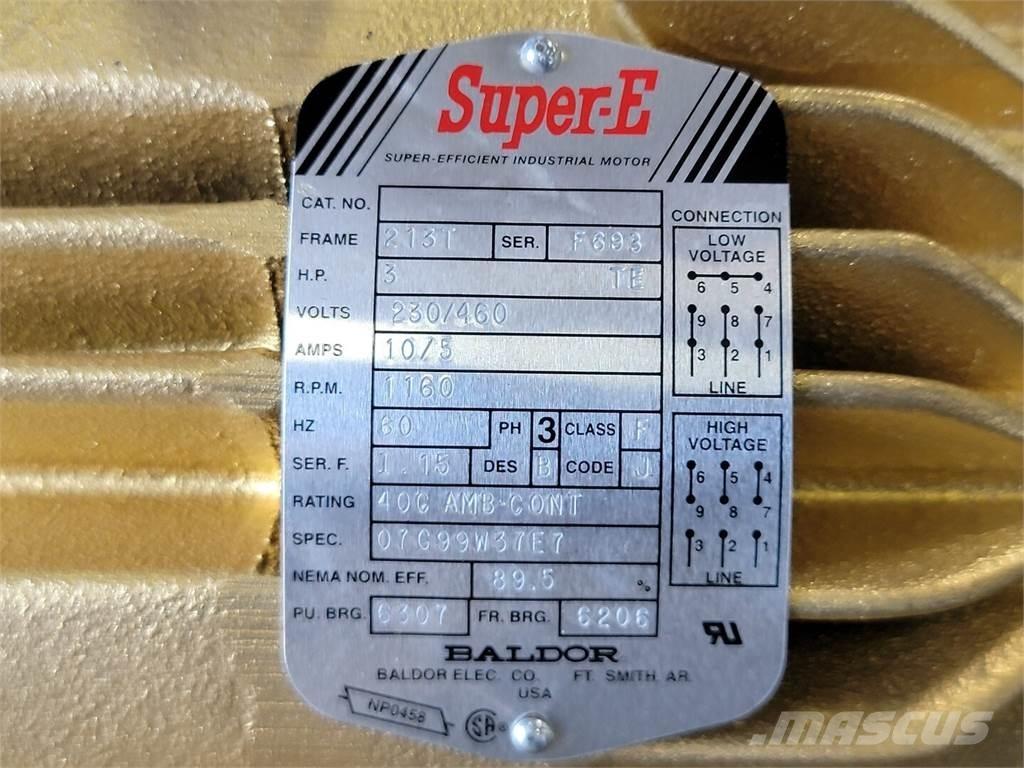 Super-E
SUPER-EFFICIENT INDUSTRIAL MOTOR
CAT. NO.
FRAME 213T SER. F693
H.P. 3 TE
VOLTS 230/460
AMPS 10/5
R.P.M. 1160
HZ 60 PH 3 CLASS F
SER. F. 1.15 DES B CODE J
RATING 40C AMB-CONT
SPEC. 07C99W37E7
NEMA NOM. EFF. 89.5 %
PU. BRG. 6307 FR. BRG. 6206
BALDOR
BALDOR ELEC. CO. FT. SMITH. AR.
USA
NP0458
SA
CONNECTION
LOW
VOLTAGE
6 5 4
9 8 7
3 2 1
LINE
HIGH
VOLTAGE
6 5 4
9 8 7
3 2 1
LINE
RU
MASCUS